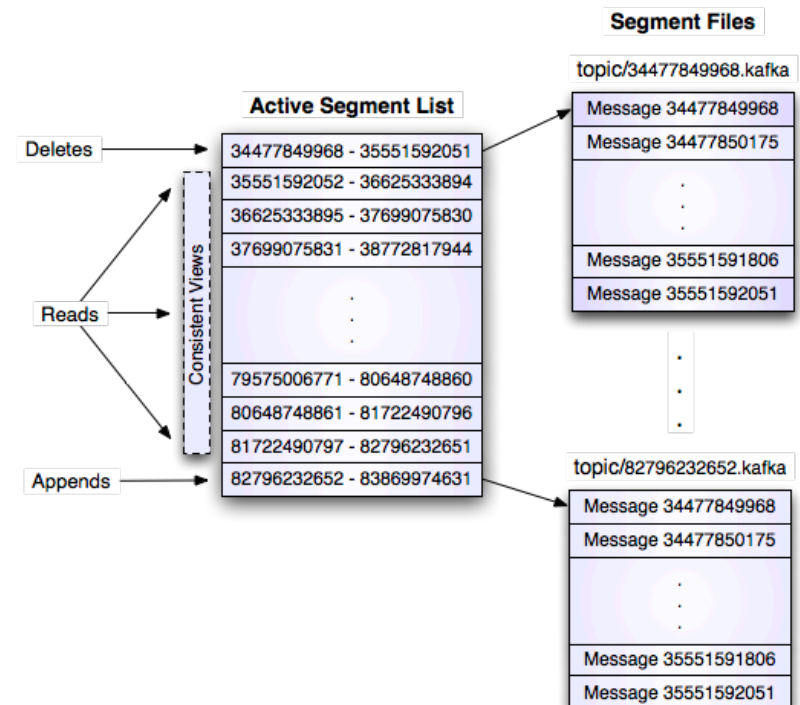 Segment Files
topic/34477849968.kafka
Active Segment List
Message 34477849968
Deletes
34477849968 - 35551592051
Message 34477850175
35551592052 - 36625333894
.
.
.
36625333895 - 37699075830
37699075831 - 38772817944
Message 35551591806
Message 35551592051
Consistent Views
Reads
.
.
.
.
.
.
79575006771 - 80648748860
80648748861 - 81722490796
81722490797 - 82796232651
Appends
82796232652 - 83869974631
topic/82796232652.kafka
Message 34477849968
Message 34477850175
.
.
.
Message 35551591806
Message 35551592051